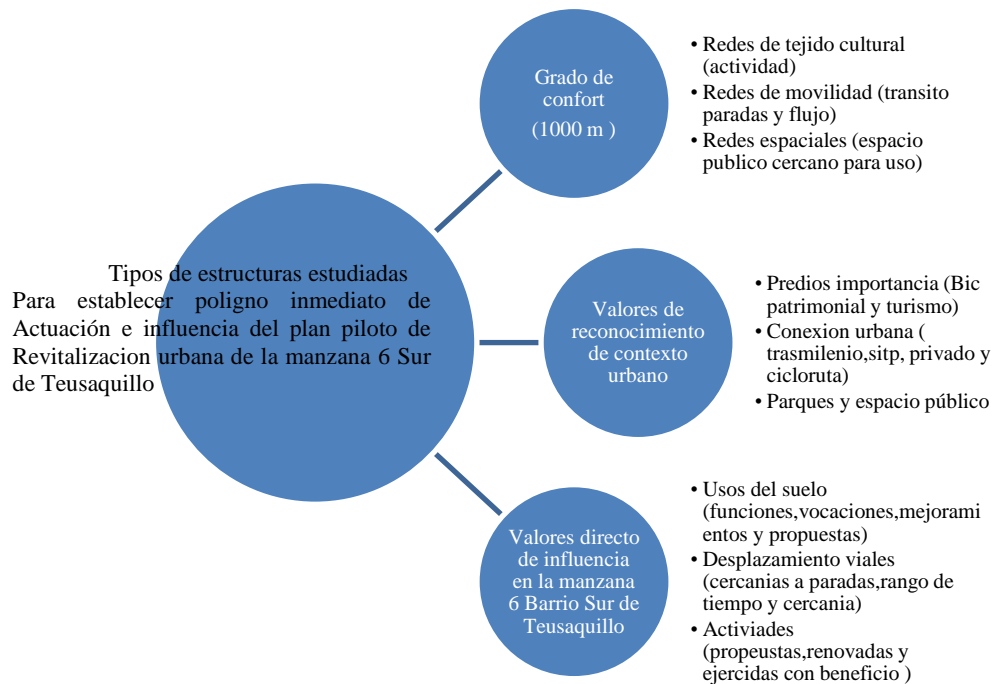 Grado de
confort
(1000 m )
• Redes de tejido cultural
(actividad)
• Redes de movilidad (transito
paradas y flujo)
• Redes espaciales (espacio
publico cercano para uso)
Tipos de estructuras estudiadas
Para establecer poligno inmediato de
Actuación e influencia del plan piloto de
Revitalizacion urbana de la manzana 6 Sur
de Teusaquillo
Valores de
reconocimiento
de contexto
urbano
• Predios importancia (Bic
patrimonial y turismo)
• Conexion urbana (
trasmilenio,sitp, privado y
cicloruta)
• Parques y espacio público
Valores directo
de influencia
en la manzana
6 Barrio Sur de
Teusaquillo
• Usos del suelo
(funciones,vocaciones,mejorami
entos y propuestas)
• Desplazamiento viales
(cercanias a paradas,rango de
tiempo y cercania)
• Activiades
(propeustas,renovadas y
ejercidas con beneficio )